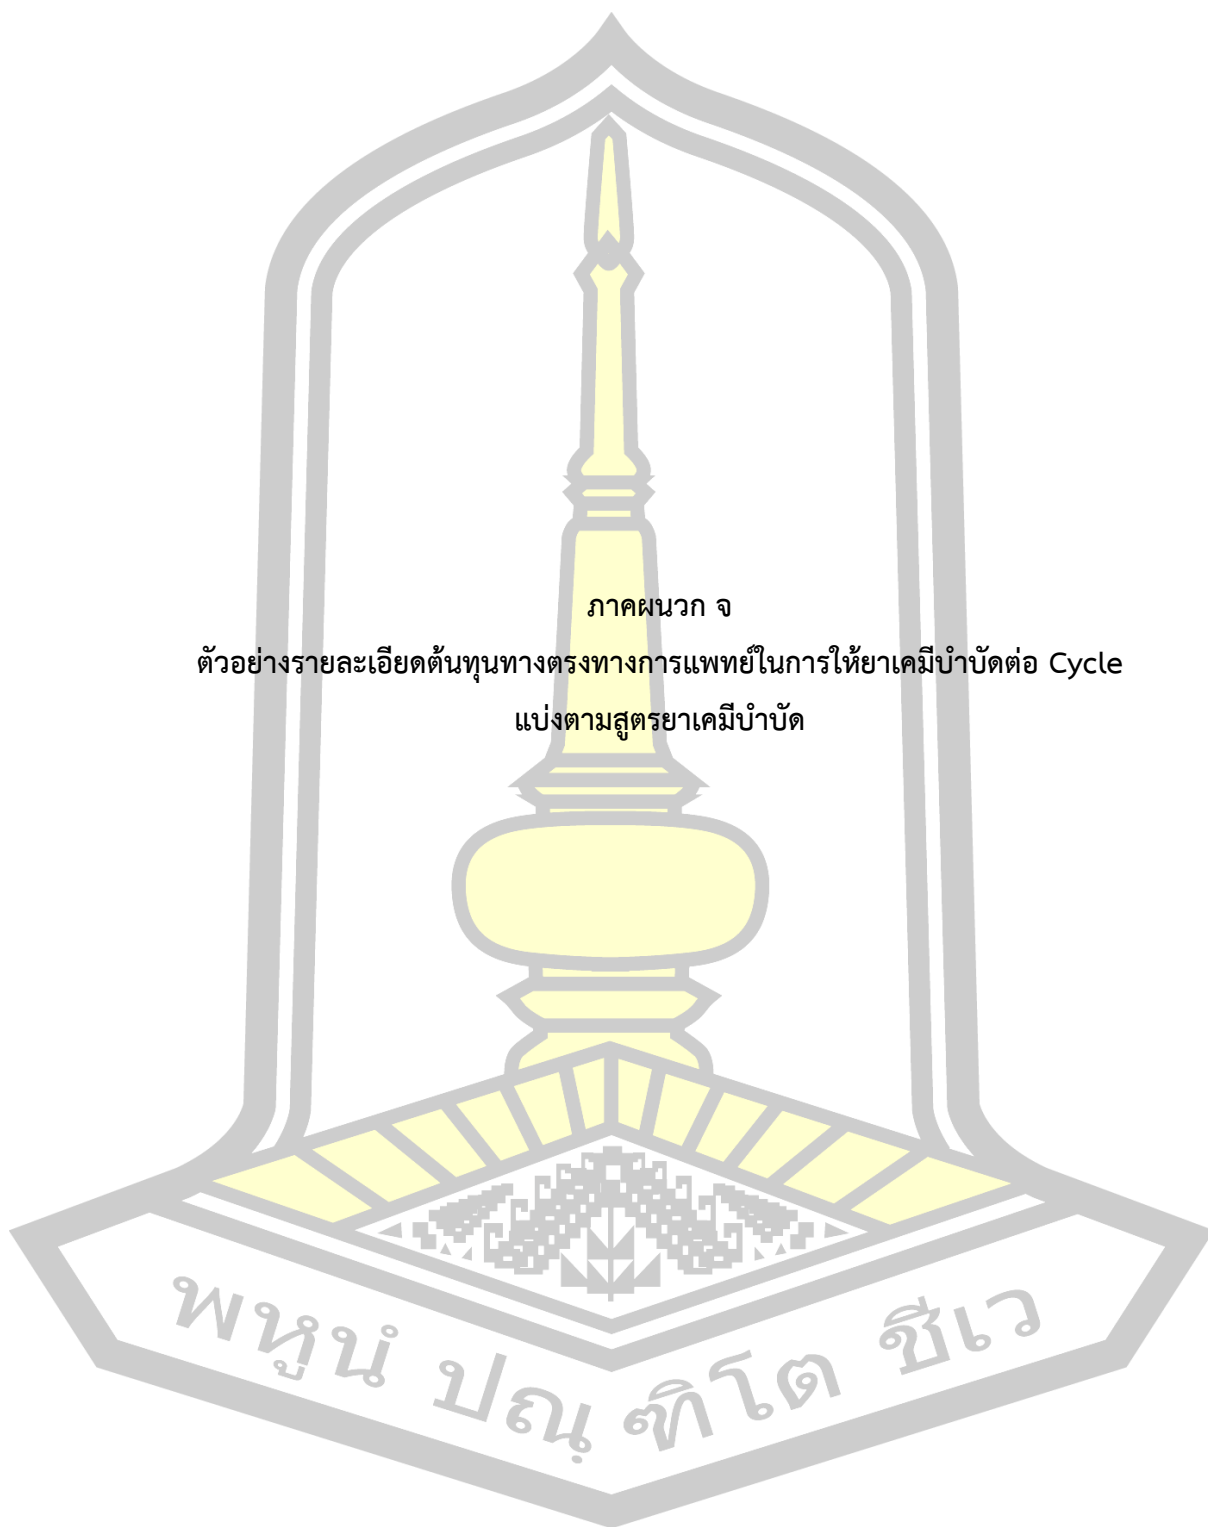 ภาคผนวก จ
ตัวอย่างรายละเอียดต้นทุนทางตรงทางการแพทย์ในการให้ยาเคมีบำบัดต่อ Cycle
แบ่งตามสูตรยาเคมีบำบัด
พหูนํ ปณฺฑิโต ชีเว